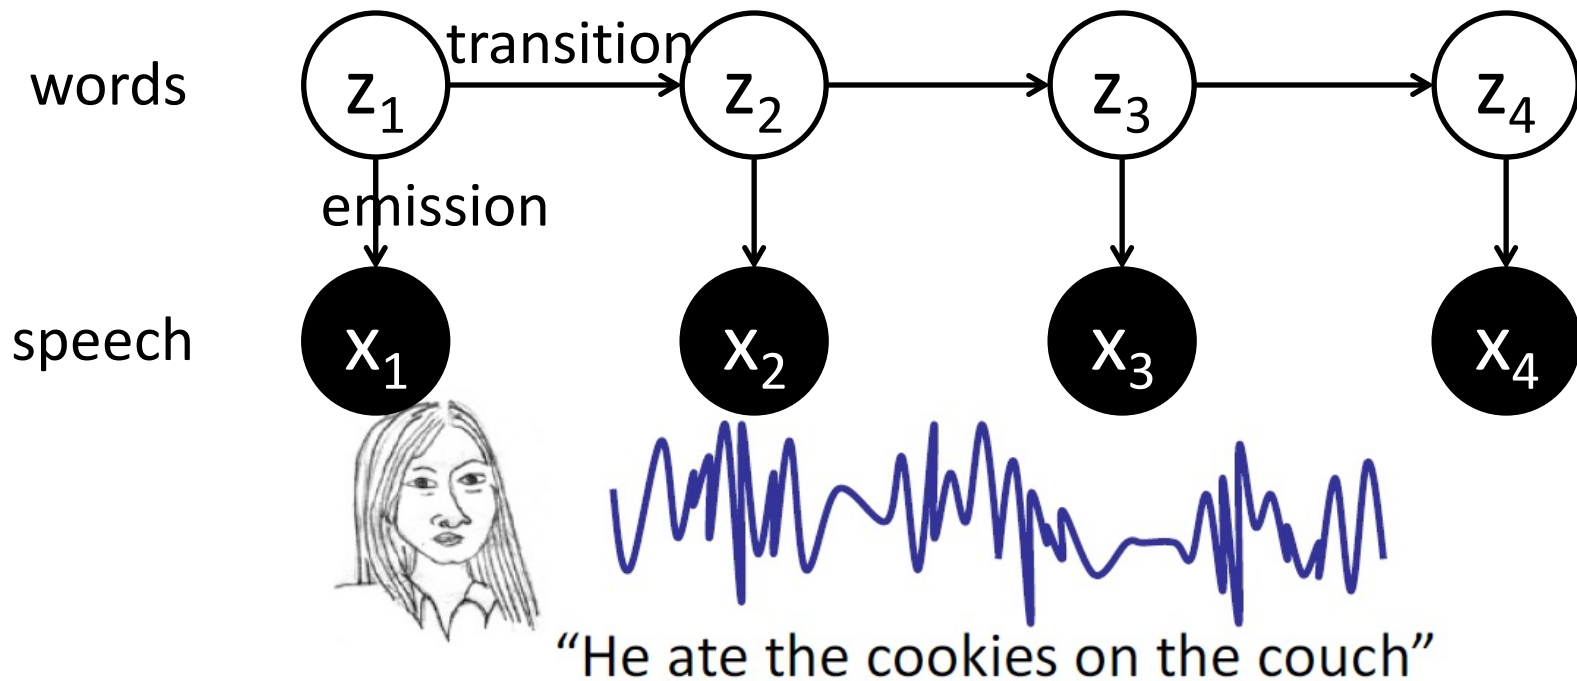 transition
words z₁ z₂ z₃ z₄
emission
speech x₁ x₂ x₃ x₄
“He ate the cookies on the couch”